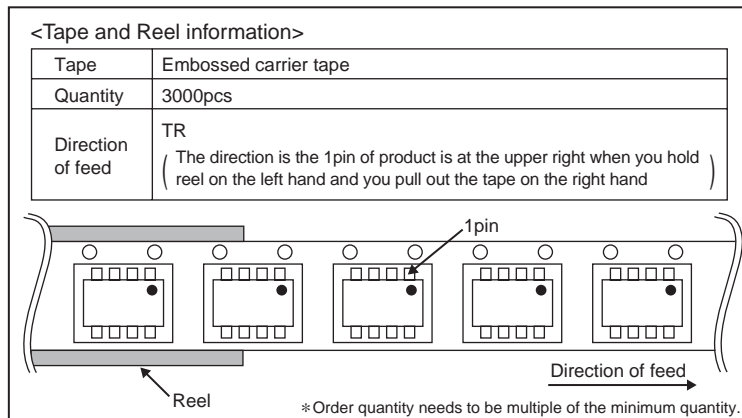 <Tape and Reel information>
Tape Embossed carrier tape
Quantity 3000pcs
Direction
of feed
TR
( The direction is the 1pin of product is at the upper right when you hold
reel on the left hand and you pull out the tape on the right hand )
1pin
Direction of feed
Reel
*Order quantity needs to be multiple of the minimum quantity.